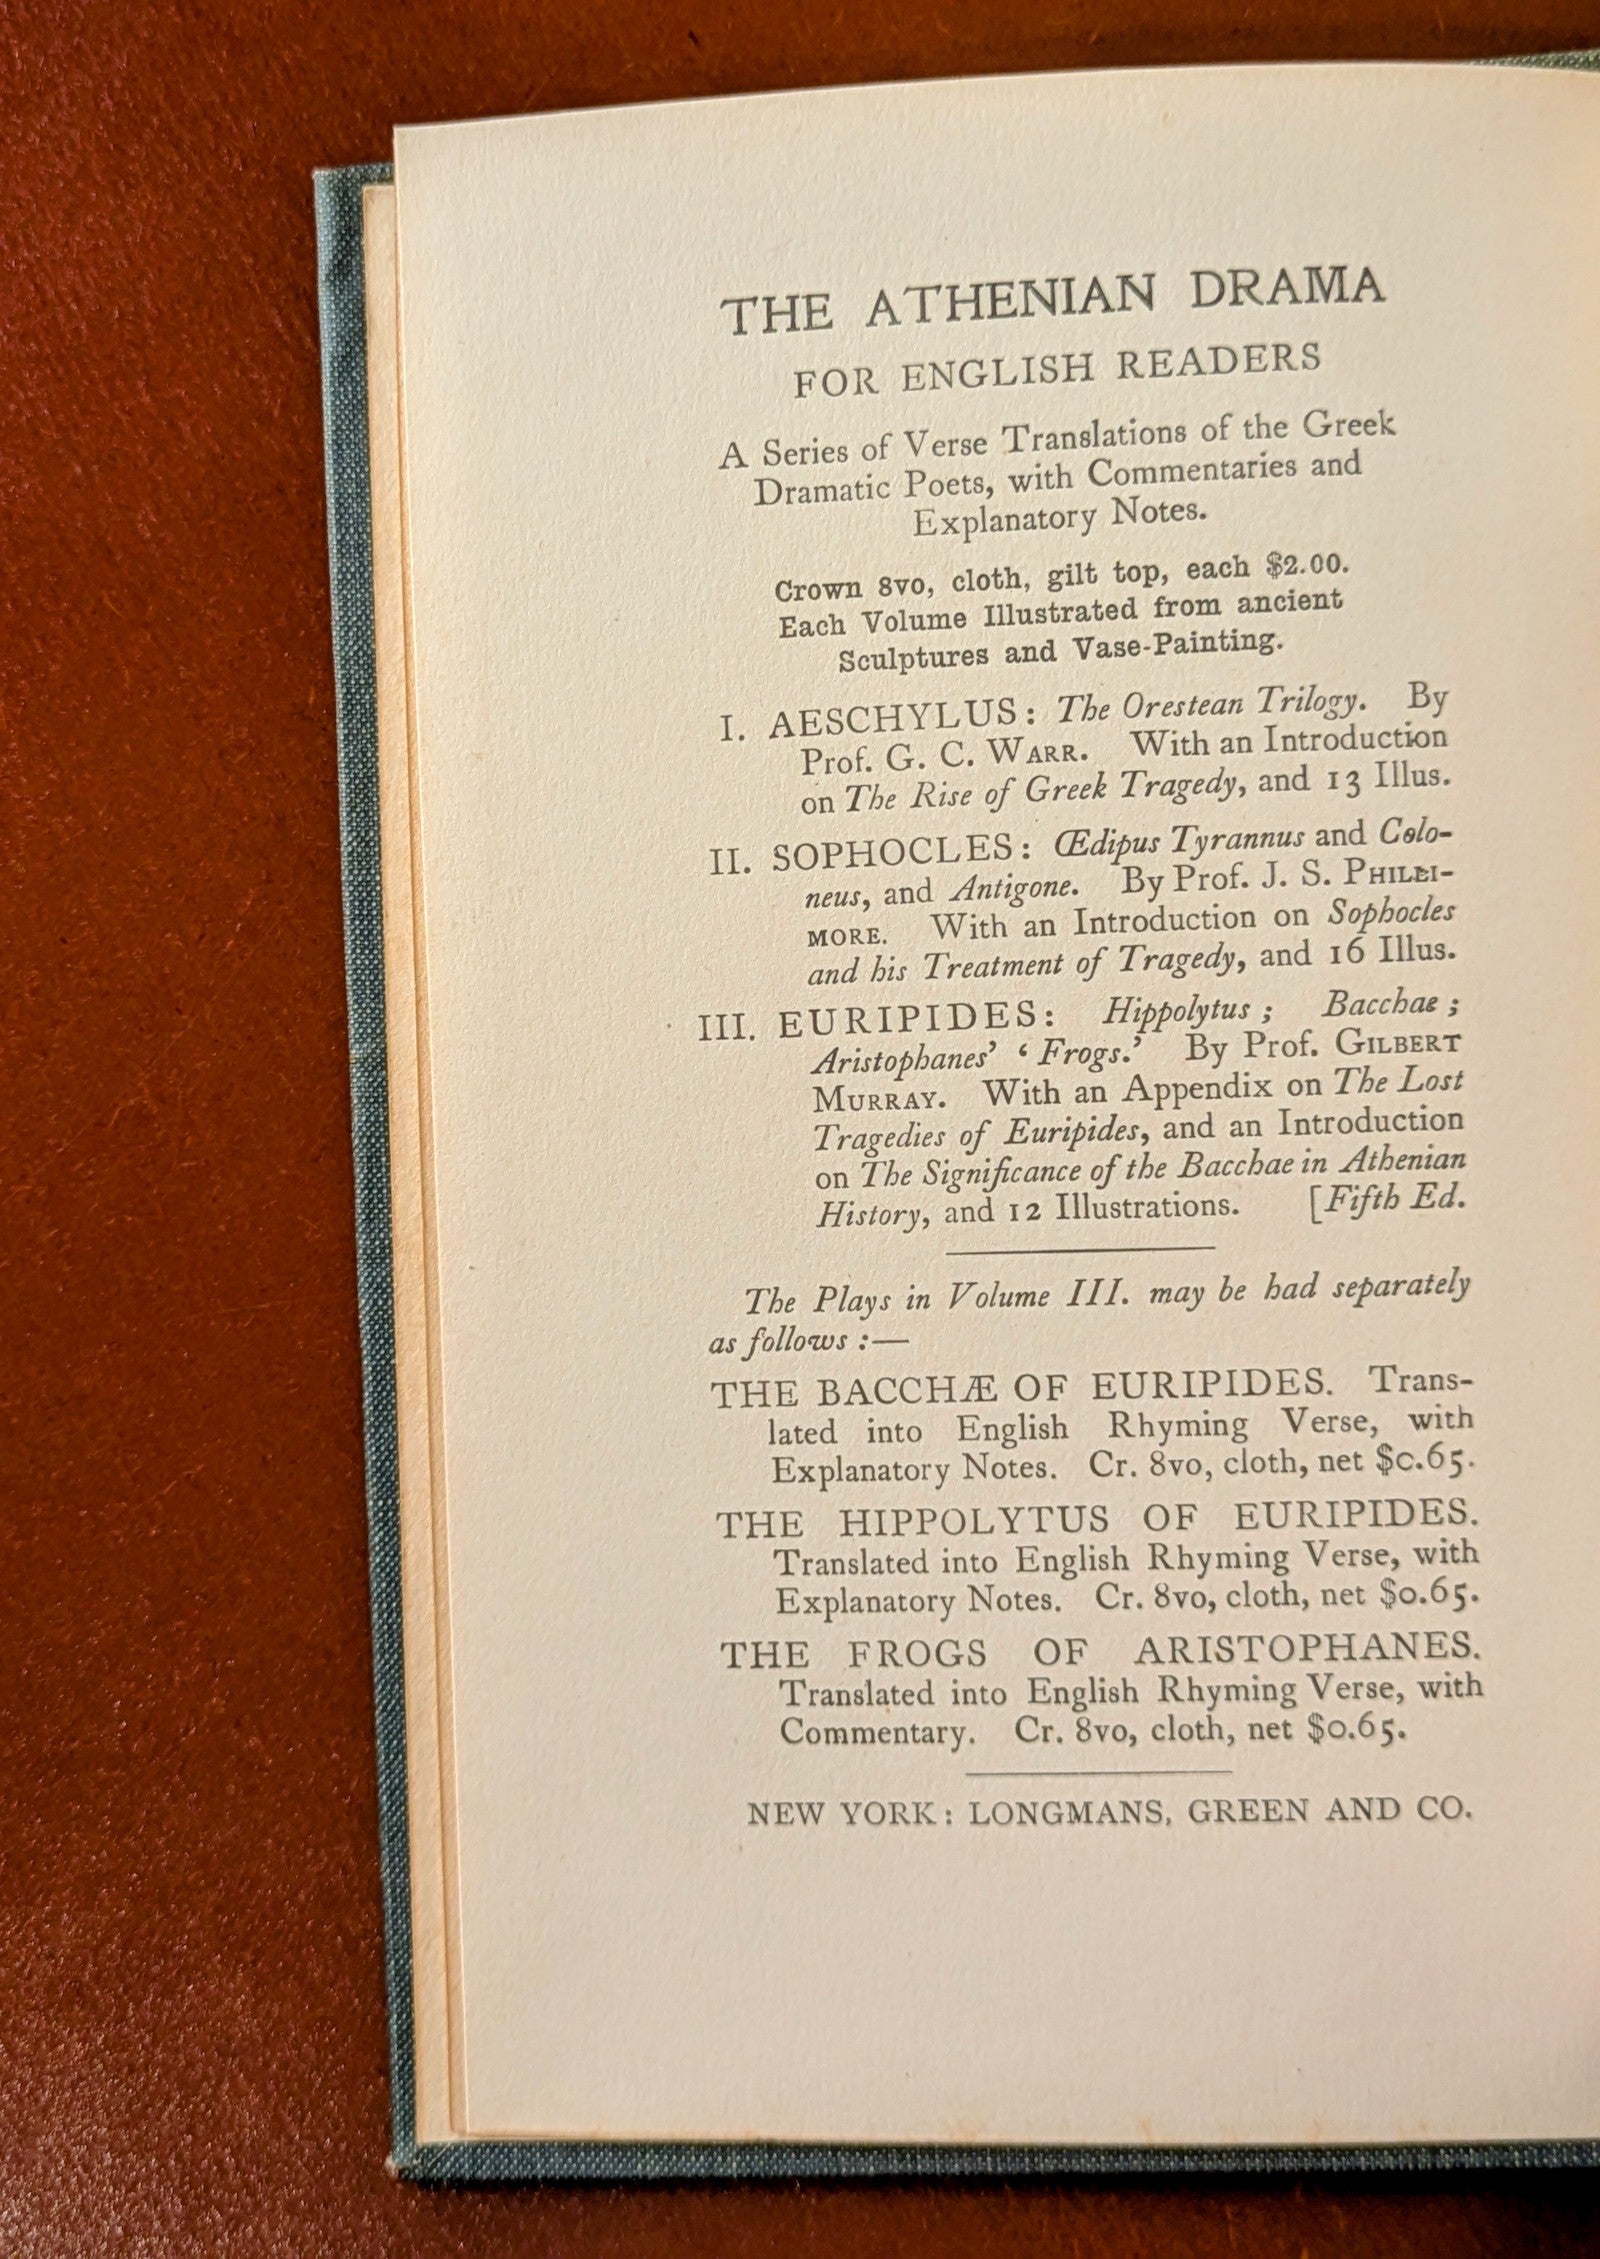 THE ATHENIAN DRAMA
FOR ENGLISH READERS
A Series of Verse Translations of the Greek
Dramatic Poets, with Commentaries and
Explanatory Notes.
Crown 8vo, cloth, gilt top, each $2.00.
Each Volume Illustrated from ancient
Sculptures and Vase-Painting.
I. AESCHYLUS: The Orestean Trilogy. By
Prof. G. C. WARR. With an Introduction
on The Rise of Greek Tragedy, and 13 Illus.
II. SOPHOCLES: Œdipus Tyrannus and Colo-
neus, and Antigone. By Prof. J. S. PHILLI-
MORE. With an Introduction on Sophocles
and his Treatment of Tragedy, and 16 Illus.
III. EURIPIDES: Hippolytus; Bacchae;
Aristophanes' 'Frogs.' By Prof. GILBERT
MURRAY. With an Appendix on The Lost
Tragedies of Euripides, and an Introduction
on The Significance of the Bacchae in Athenian
History, and 12 Illustrations. [Fifth Ed.
The Plays in Volume III. may be had separately
as follows:—
THE BACCHÆ OF EURIPIDES. Trans-
lated into English Rhyming Verse, with
Explanatory Notes. Cr. 8vo, cloth, net $0.65.
THE HIPPOLYTUS OF EURIPIDES.
Translated into English Rhyming Verse, with
Explanatory Notes. Cr. 8vo, cloth, net $0.65.
THE FROGS OF ARISTOPHANES.
Translated into English Rhyming Verse, with
Commentary. Cr. 8vo, cloth, net $0.65.
NEW YORK: LONGMANS, GREEN AND CO.